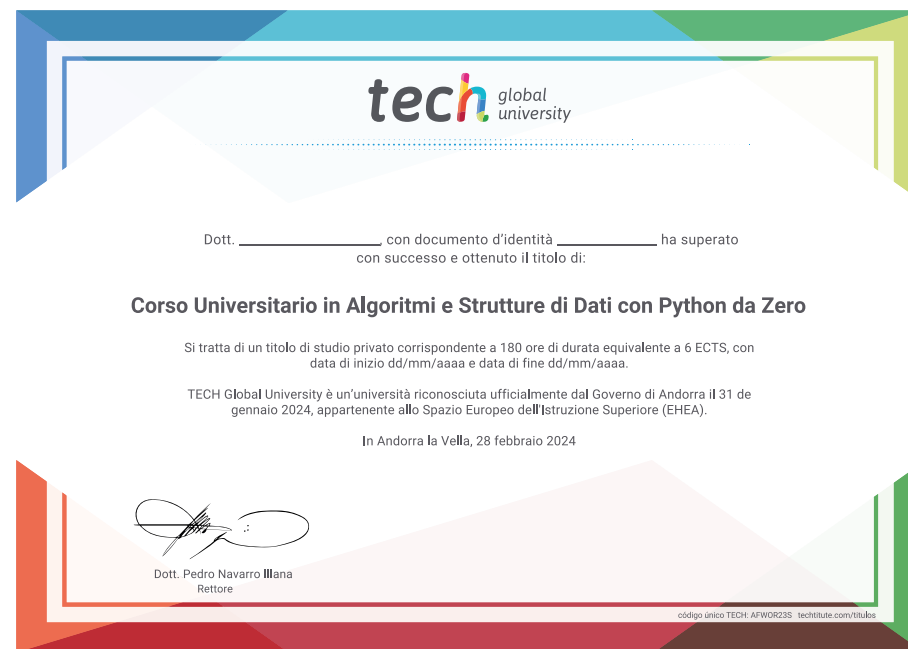 tech global
university
Dott. ____________________, con documento d'identità ______________ ha superato
con successo e ottenuto il titolo di:
Corso Universitario in Algoritmi e Strutture di Dati con Python da Zero
Si tratta di un titolo di studio privato corrispondente a 180 ore di durata equivalente a 6 ECTS, con
data di inizio dd/mm/aaaa e data di fine dd/mm/aaaa.
TECH Global University è un'università riconosciuta ufficialmente dal Governo di Andorra il 31 de
gennaio 2024, appartenente allo Spazio Europeo dell'Istruzione Superiore (EHEA).
In Andorra la Vella, 28 febbraio 2024
Dott. Pedro Navarro Illana
Rettore
código único TECH: AFWOR23S techtitute.com/titulos